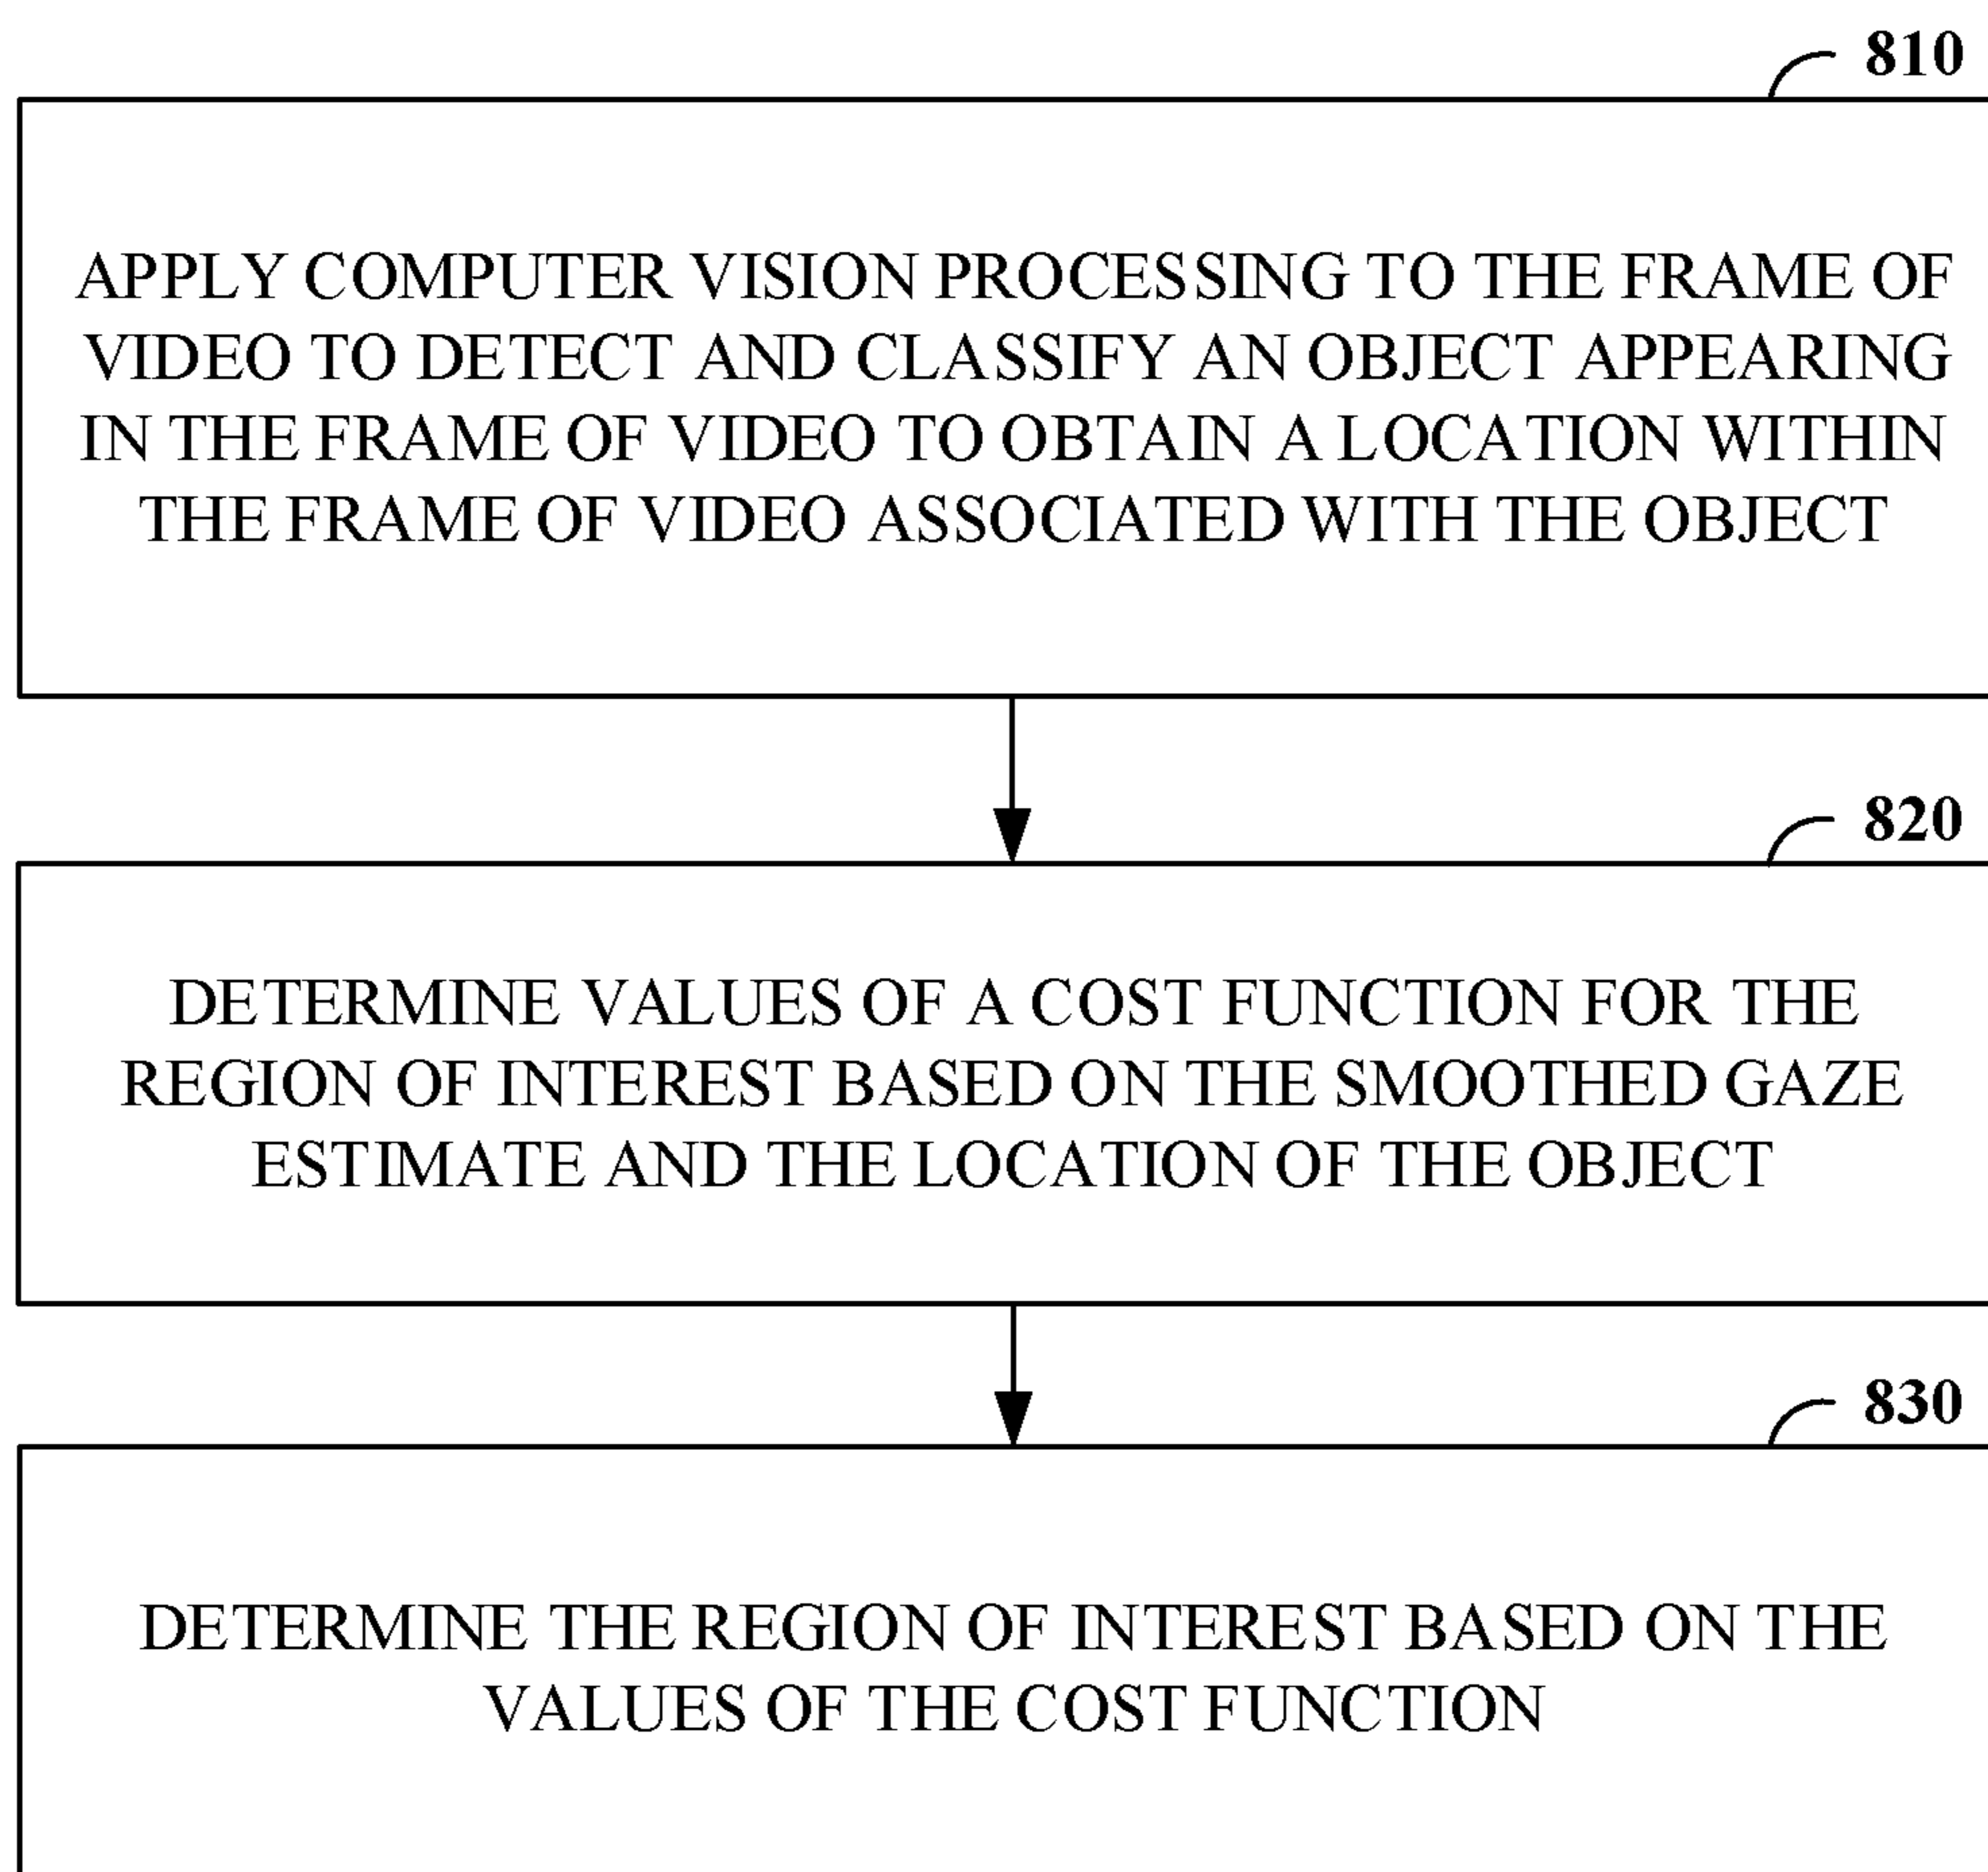 810
APPLY COMPUTER VISION PROCESSING TO THE FRAME OF
VIDEO TO DETECT AND CLASSIFY AN OBJECT APPEARING
IN THE FRAME OF VIDEO TO OBTAIN A LOCATION WITHIN
THE FRAME OF VIDEO ASSOCIATED WITH THE OBJECT
820
DETERMINE VALUES OF A COST FUNCTION FOR THE
REGION OF INTEREST BASED ON THE SMOOTHED GAZE
ESTIMATE AND THE LOCATION OF THE OBJECT
830
DETERMINE THE REGION OF INTEREST BASED ON THE
VALUES OF THE COST FUNCTION